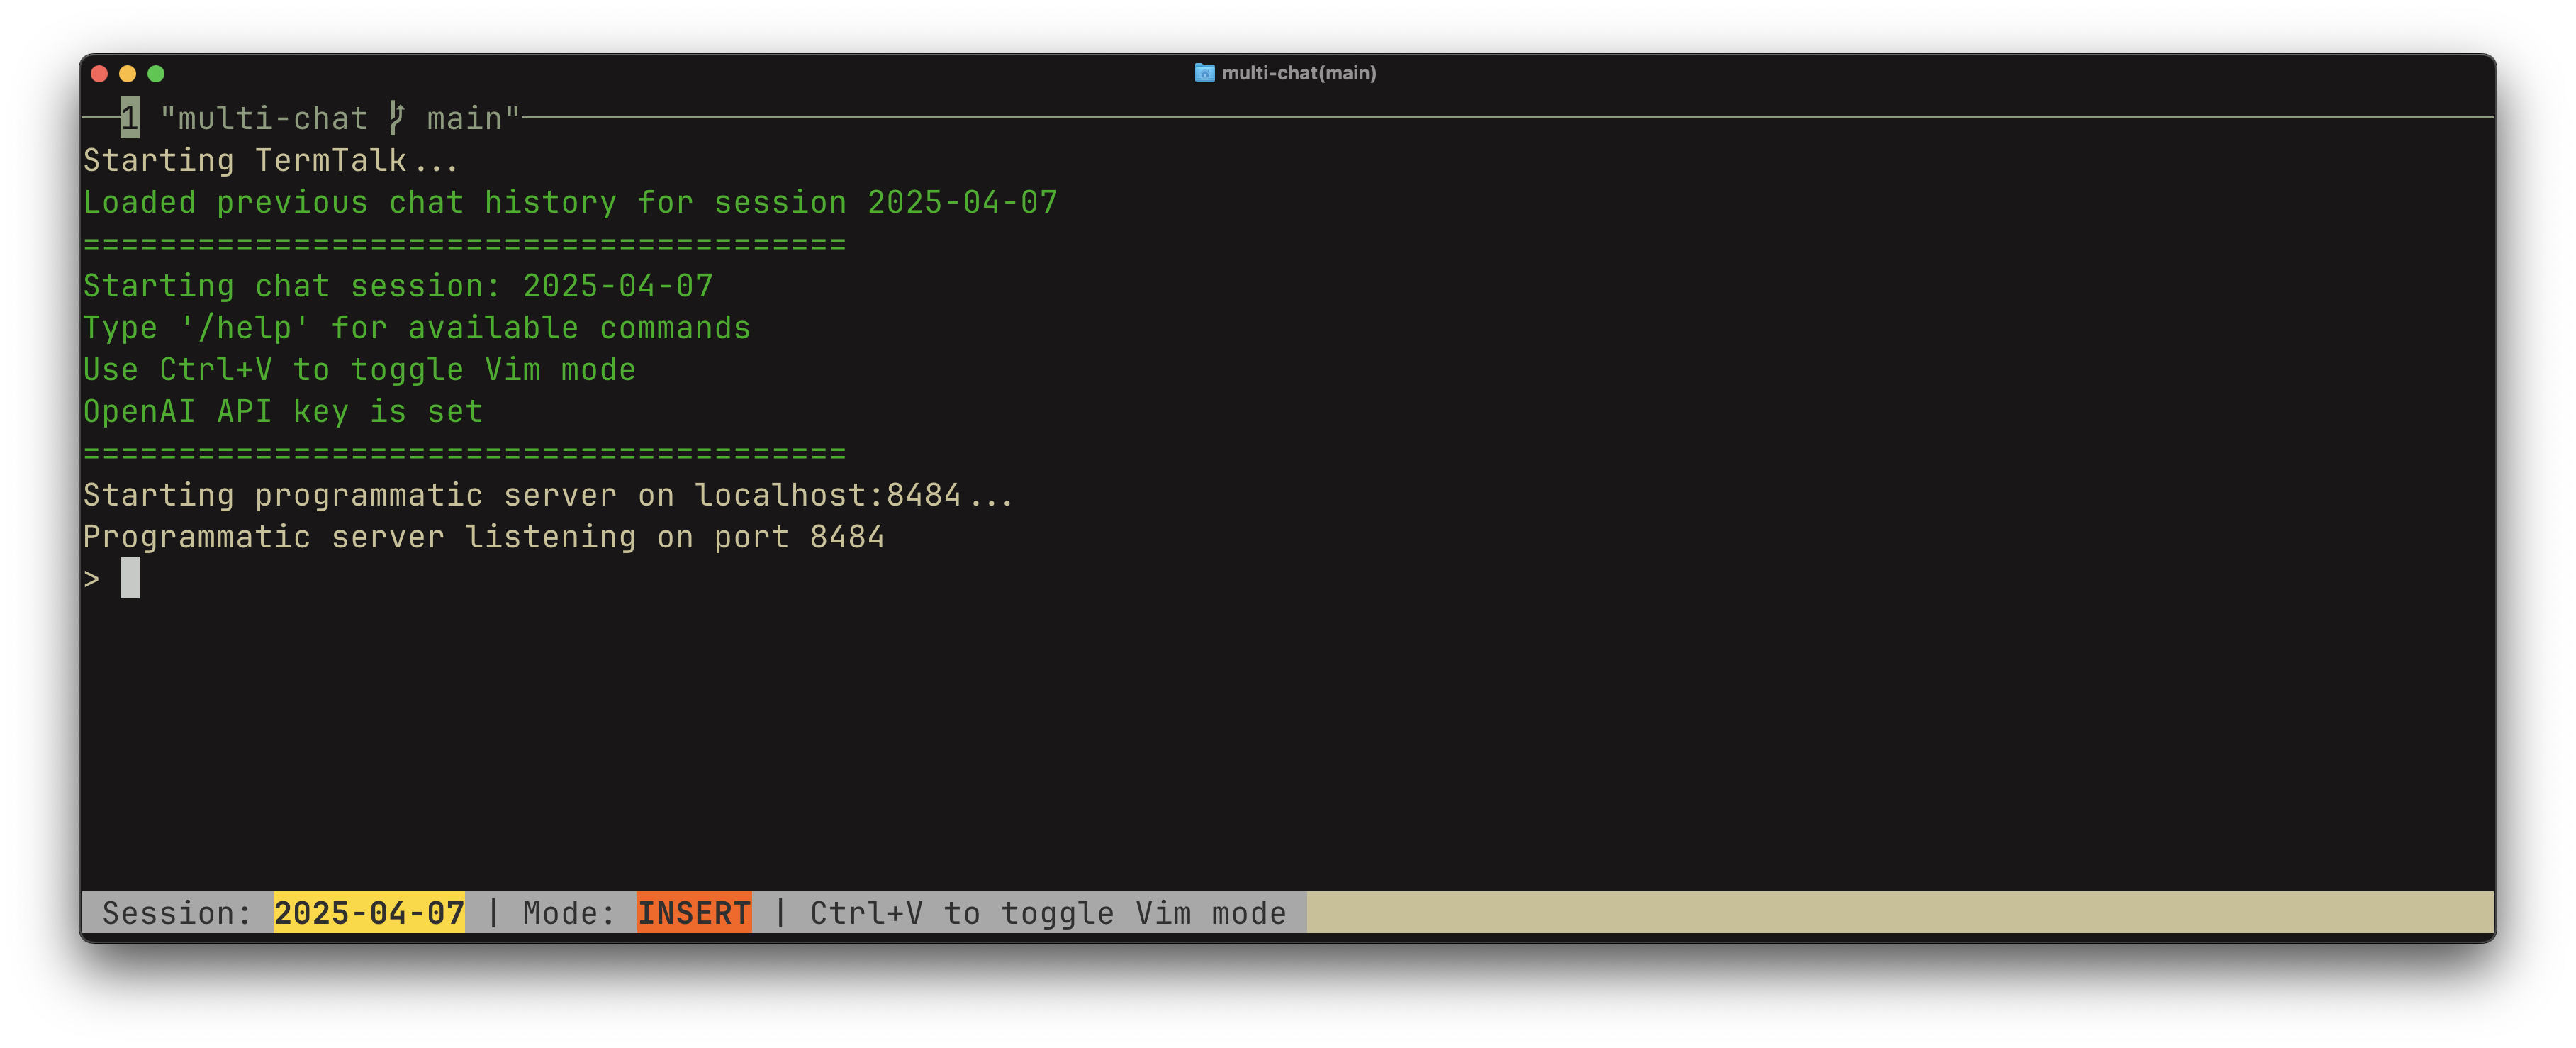 multi-chat(main)
1 "multi-chat main"
Starting TermTalk...
Loaded previous chat history for session 2025-04-07
========================================
Starting chat session: 2025-04-07
Type '/help' for available commands
Use Ctrl+V to toggle Vim mode
OpenAI API key is set
========================================
Starting programmatic server on localhost:8484...
Programmatic server listening on port 8484
>
Session: 2025-04-07 | Mode: INSERT | Ctrl+V to toggle Vim mode